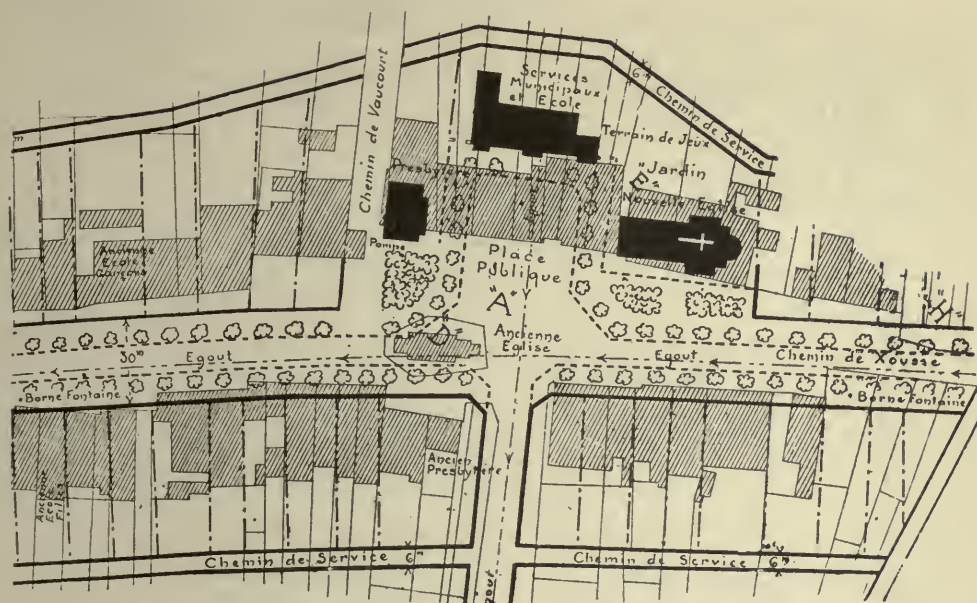 Chemin de Vaucourt
Services
Municipaux
et Ecole
6m Chemin de Service
Terrain de Jeux
Jardin
"E"
Presbytère
Nouvelle Eglise
Ancienne
Ecole
Garçons
Pompe
Place
Publique
"A"
Ancienne
Eglise
30m
Egout
Egout
Chemin de Xousse
Borne Fontaine
Borne Fontaine
Ancien
Presbytère
Ancienne
Ecole
Filles
Chemin de Service 6m
Chemin de Service 6m
Egout